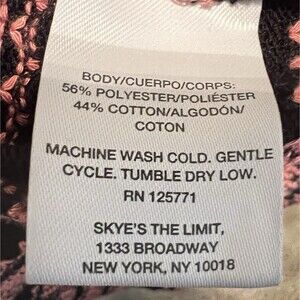 BODY/CUERPO/CORPS:
56% POLYESTER/POLIÉSTER
44% COTTON/ALGODÓN/
COTON
MACHINE WASH COLD. GENTLE
CYCLE. TUMBLE DRY LOW.
RN 125771
SKYE'S THE LIMIT,
1333 BROADWAY
NEW YORK, NY 10018